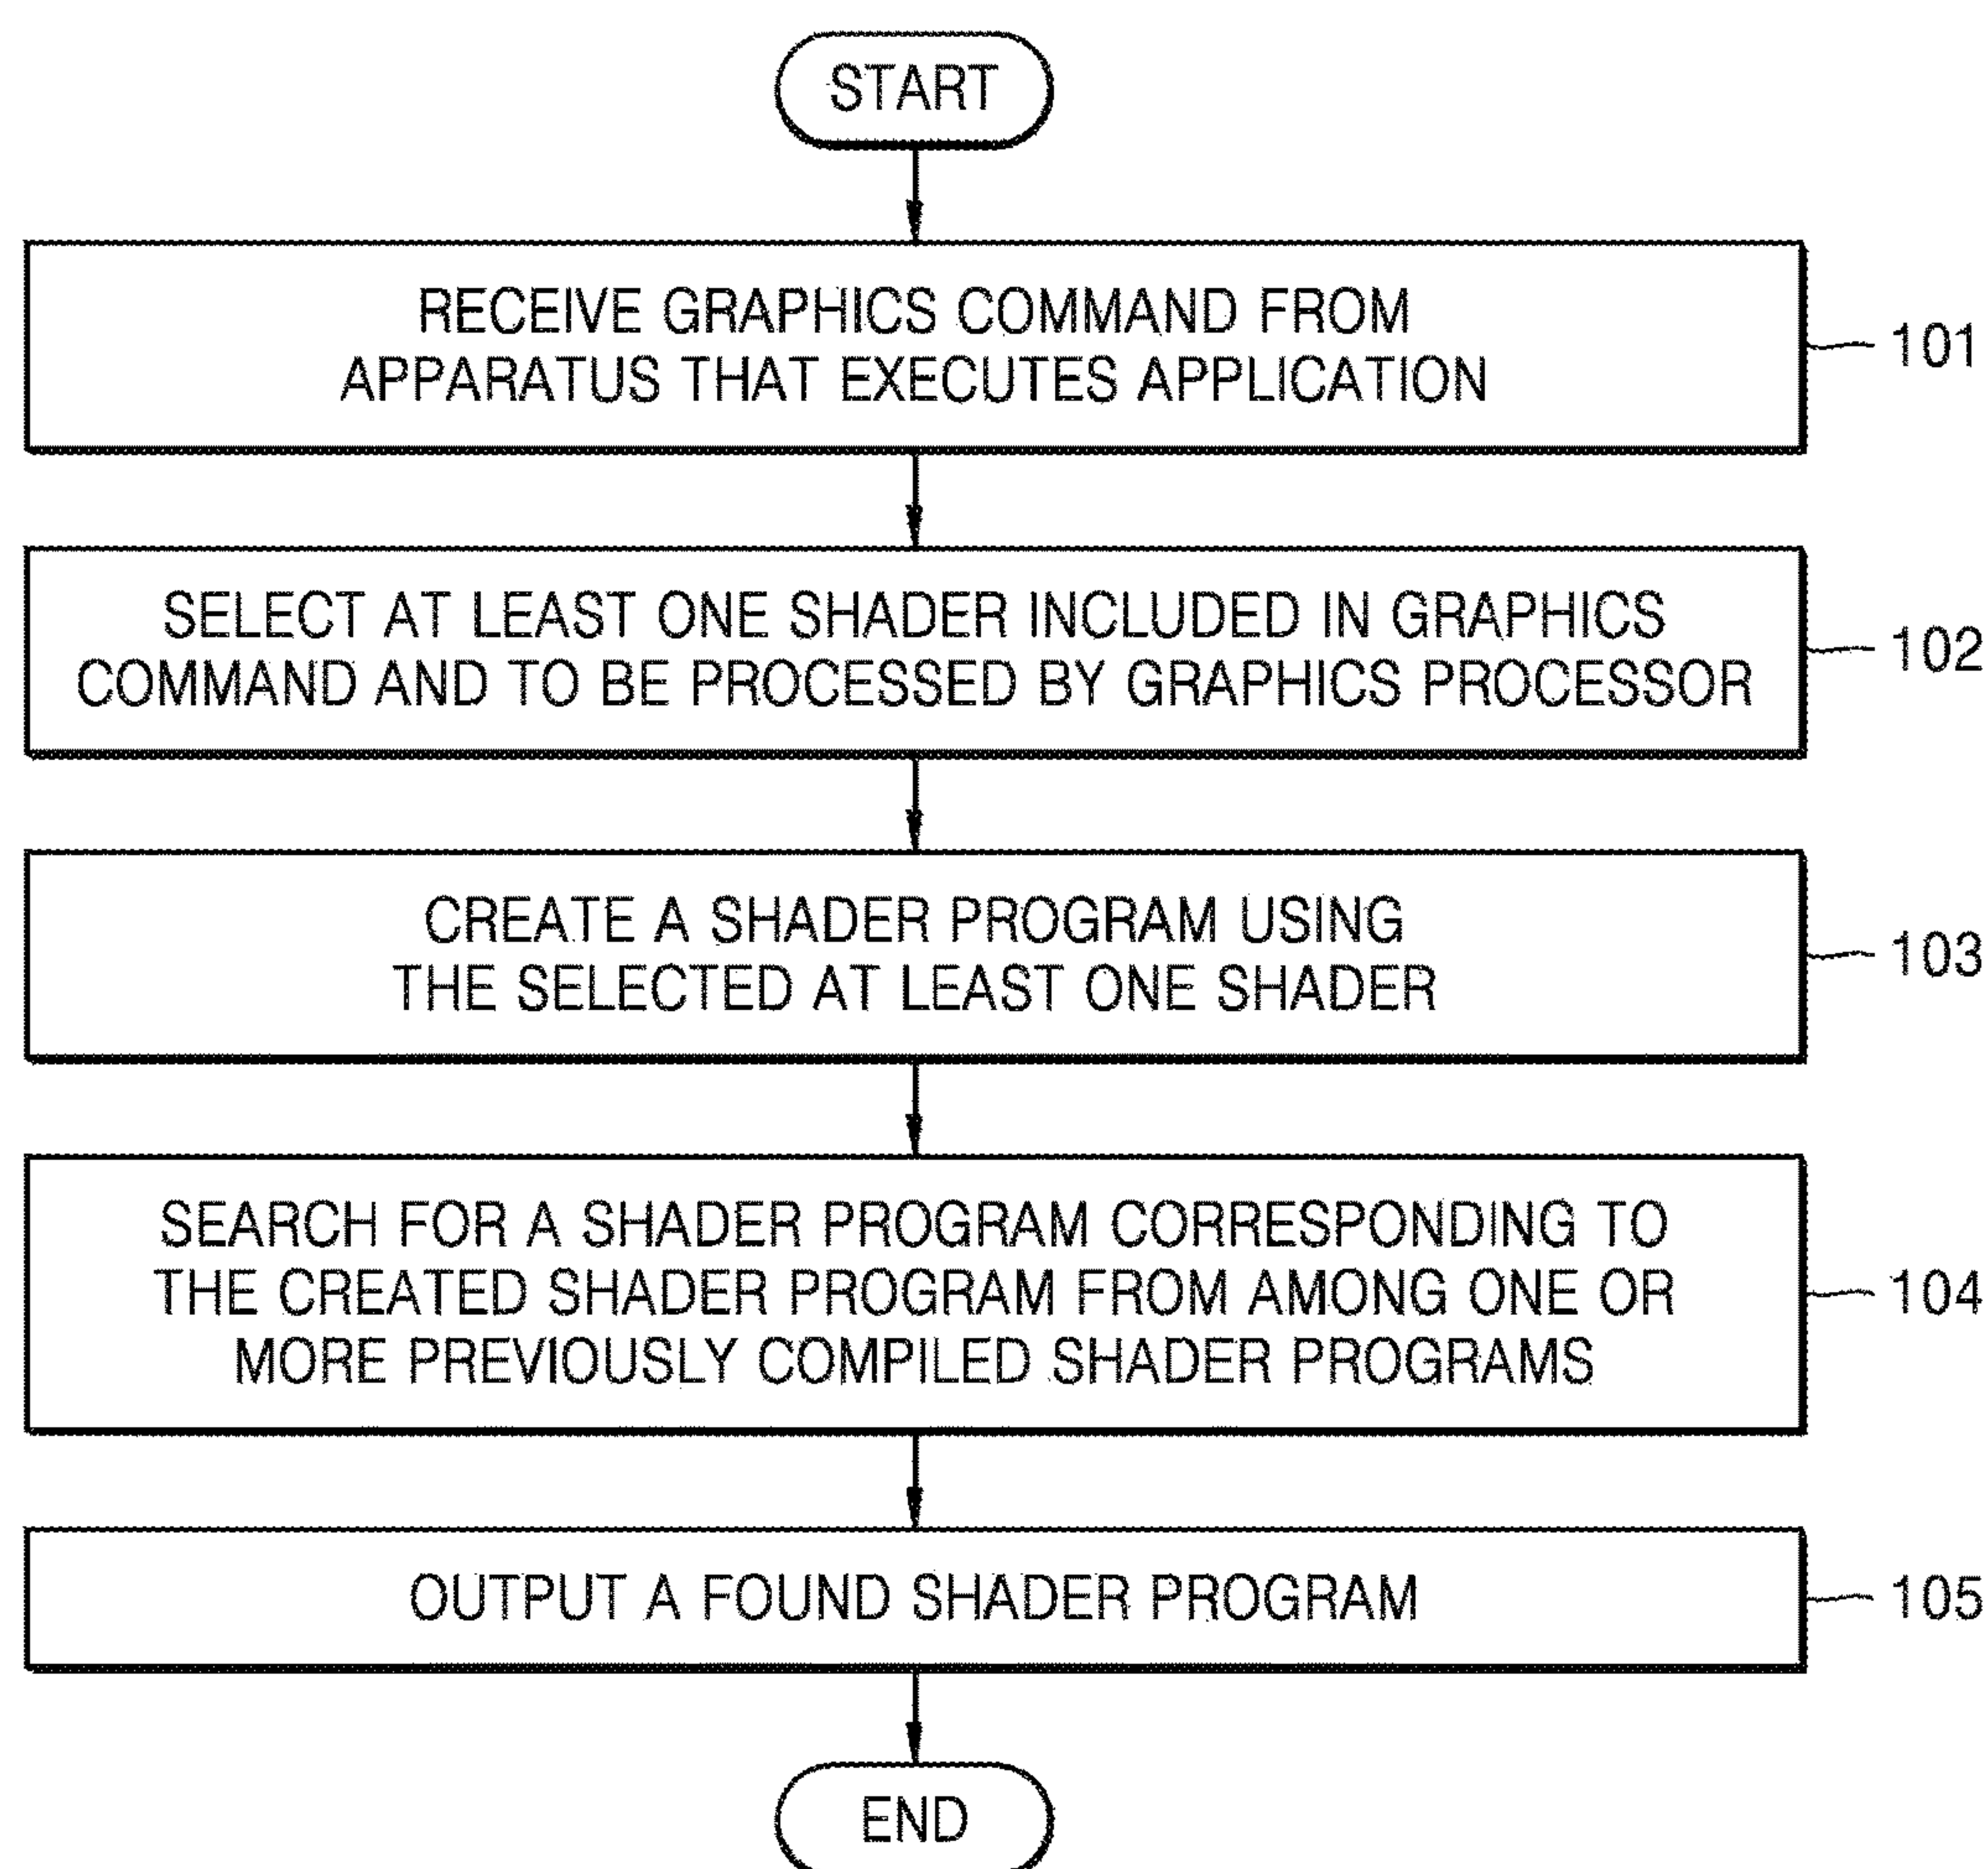 START
RECEIVE GRAPHICS COMMAND FROM
APPARATUS THAT EXECUTES APPLICATION
101
SELECT AT LEAST ONE SHADER INCLUDED IN GRAPHICS
COMMAND AND TO BE PROCESSED BY GRAPHICS PROCESSOR
102
CREATE A SHADER PROGRAM USING
THE SELECTED AT LEAST ONE SHADER
103
SEARCH FOR A SHADER PROGRAM CORRESPONDING TO
THE CREATED SHADER PROGRAM FROM AMONG ONE OR
MORE PREVIOUSLY COMPILED SHADER PROGRAMS
104
OUTPUT A FOUND SHADER PROGRAM
105
END